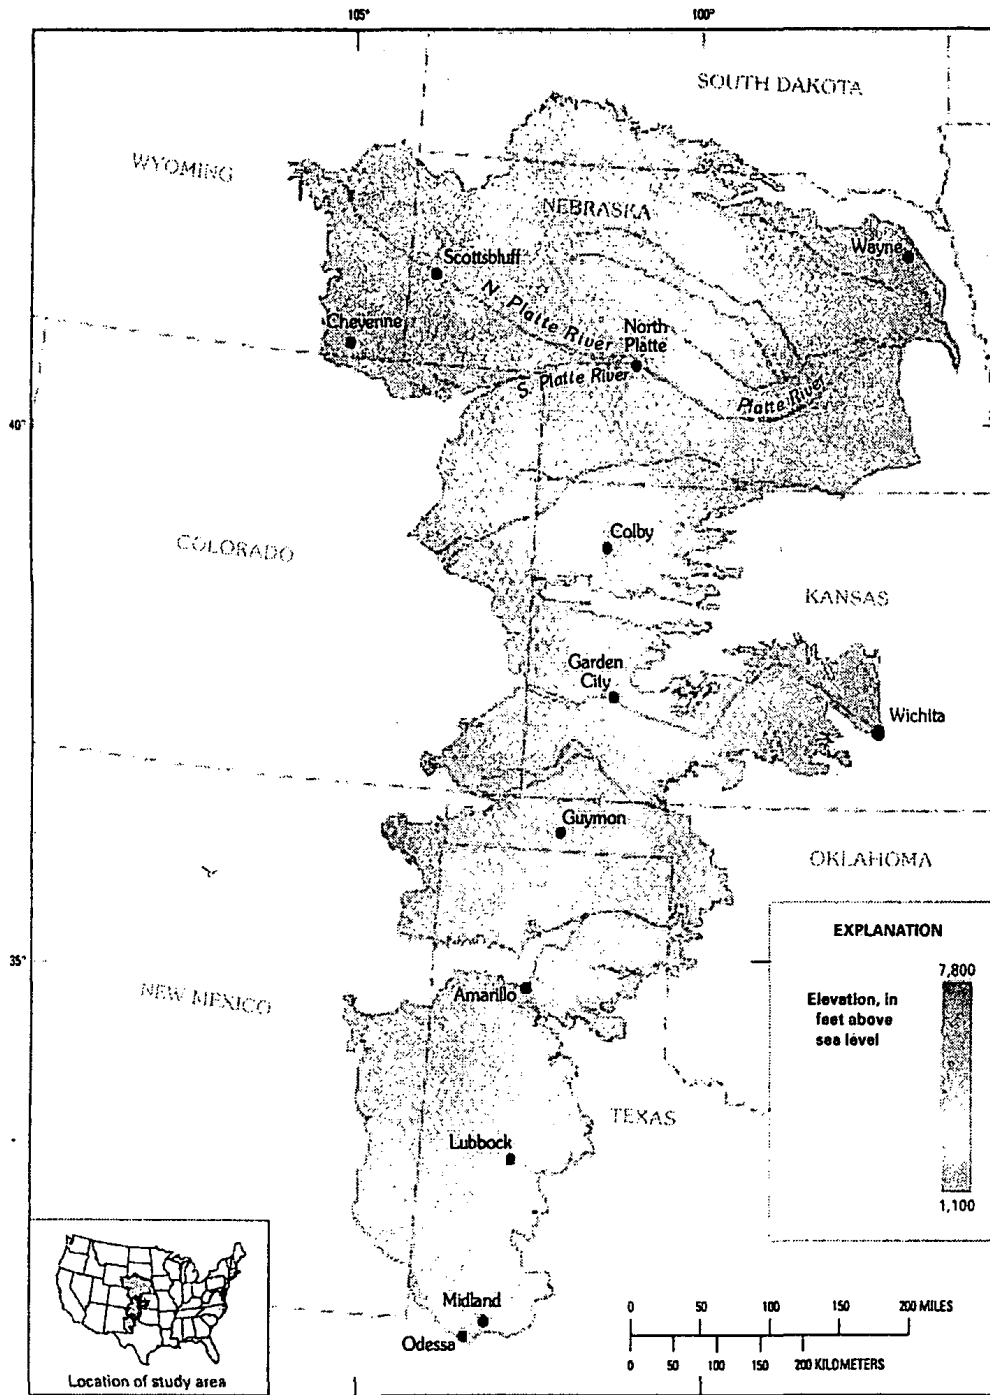 105°
100°
SOUTH DAKOTA
WYOMING
NEBRASKA
Wayne
Scottsbluff
N. Platte River
Cheyenne
North
Platte
S. Platte River
Platte River
40°
Colby
COLORADO
KANSAS
Garden
City
Wichita
Guymon
OKLAHOMA
EXPLANATION
35°
7,800
NEW MEXICO
Amarillo
Elevation, in
feet above
sea level
TEXAS
Lubbock
1,100
Midland
Odessa
0 50 100 150 200 MILES
0 50 100 150 200 KILOMETERS
Location of study area